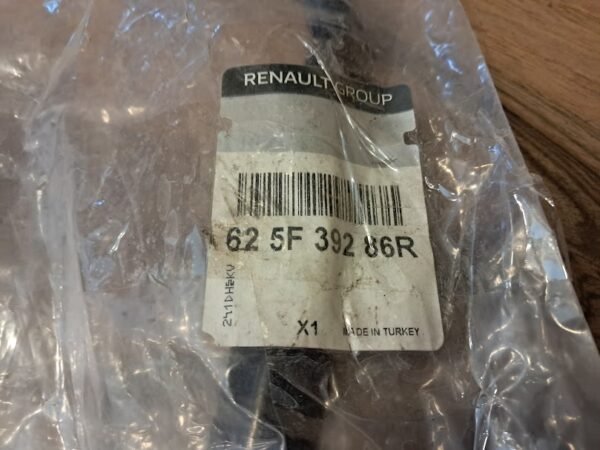 RENAULT GROUP
62 5F 392 86R
X1 MADE IN TURKEY